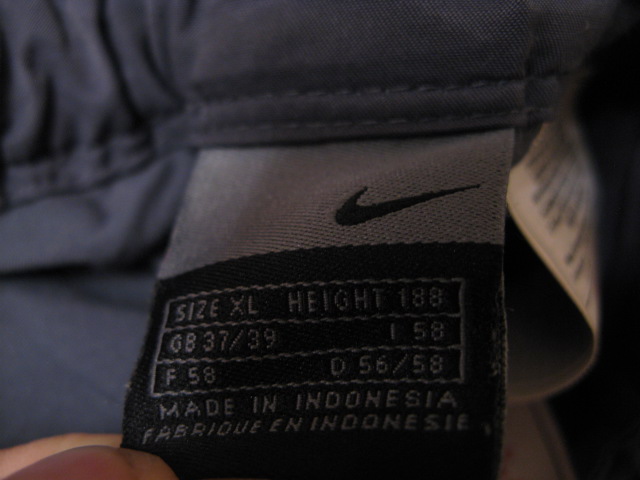 SIZE XL HEIGHT 188
GB 37/39 I 58
F 58 D 56/58
MADE IN INDONESIA
FABRIQUE EN INDONESIE